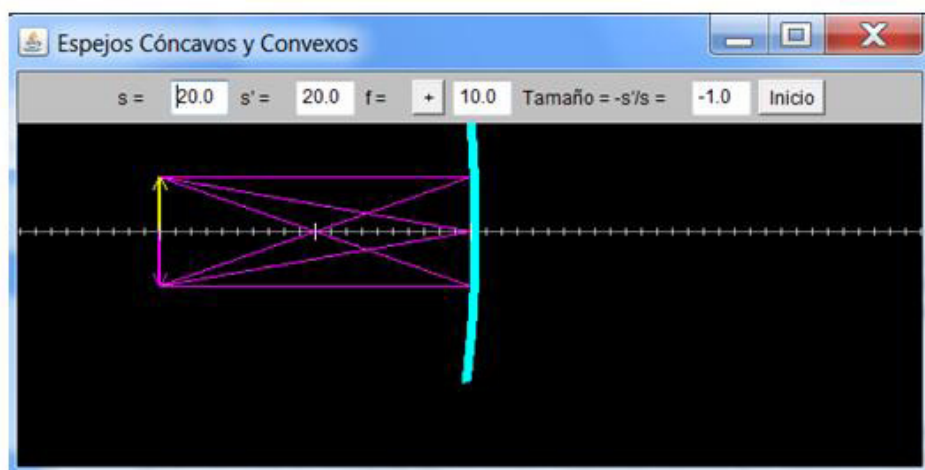 Espejos Cóncavos y Convexos
s = 20.0 s' = 20.0 f = + 10.0 Tamaño = -s'/s = -1.0 Inicio